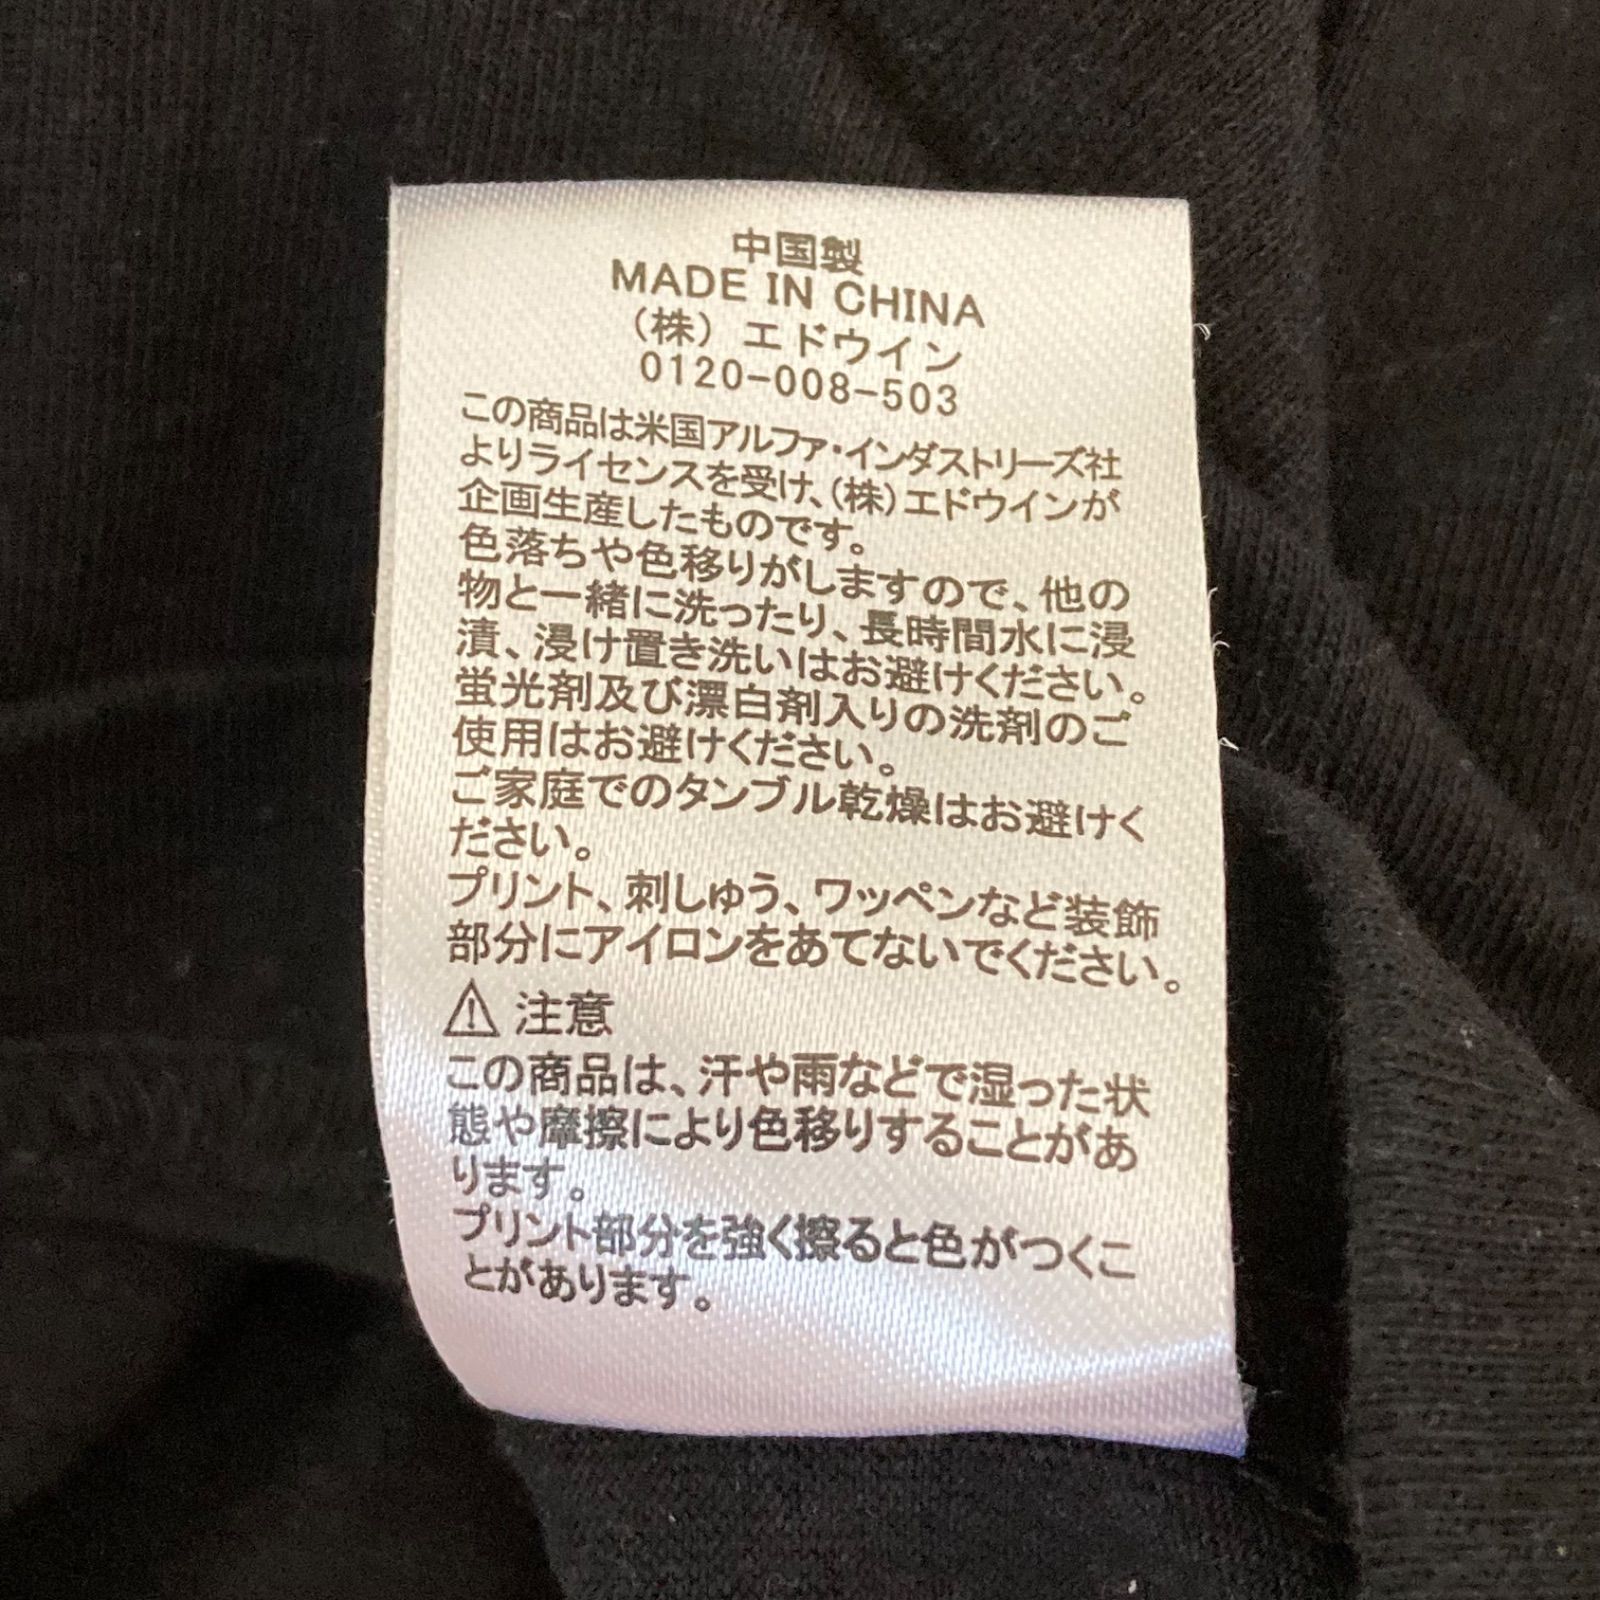 中国製
MADE IN CHINA
（株）エドウイン
0120-008-503
この商品は米国アルファ・インダストリーズ社
よりライセンスを受け、（株）エドウインが
企画生産したものです。
色落ちや色移りがしますので、他の
物と一緒に洗ったり、長時間水に浸
漬、浸け置き洗いはお避けください。
蛍光剤及び漂白剤入りの洗剤のご
使用はお避けください。
ご家庭でのタンブル乾燥はお避けく
ださい。
プリント、刺しゅう、ワッペンなど装飾
部分にアイロンをあてないでください。
⚠ 注意
この商品は、汗や雨などで湿った状
態や摩擦により色移りすることがあ
ります。
プリント部分を強く擦ると色がつくこ
とがあります。